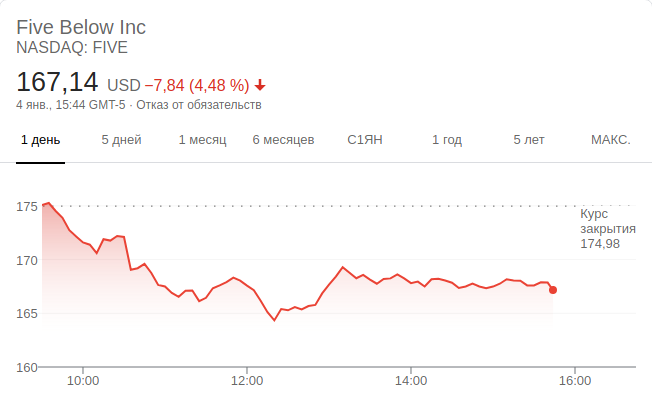 Five Below Inc
NASDAQ: FIVE
167,14 USD −7,84 (4,48 %)
4 янв., 15:44 GMT-5 · Отказ от обязательств
1 день 5 дней 1 месяц 6 месяцев С1ЯН 1 год 5 лет МАКС.
175
Курс
закрытия
174,98
170
165
160
10:00 12:00 14:00 16:00